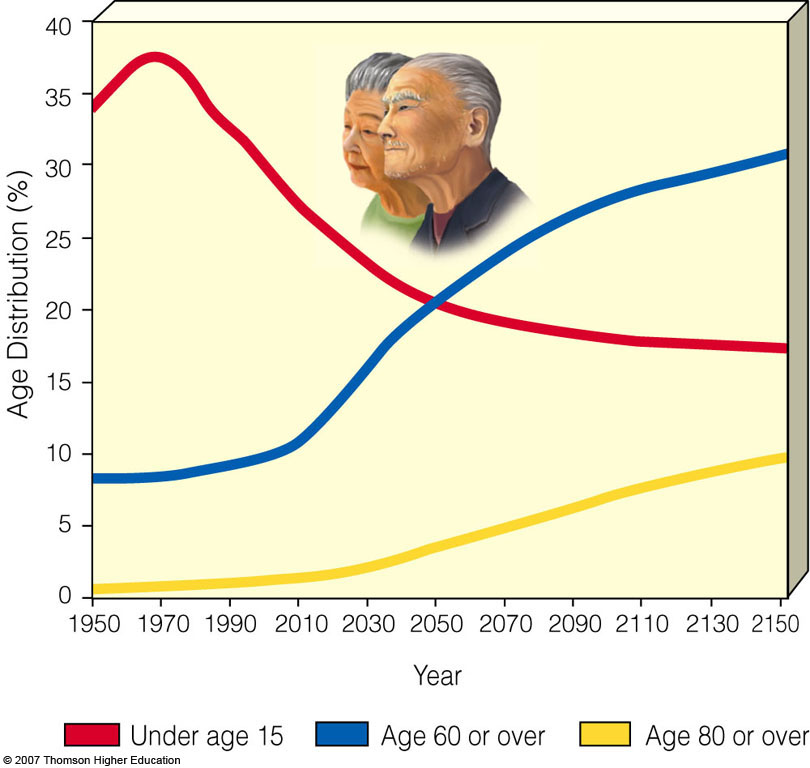 40
35
30
25
20
15
10
5
0
Age Distribution (%)
1950 1970 1990 2010 2030 2050 2070 2090 2110 2130 2150
Year
Under age 15 Age 60 or over Age 80 or over
© 2007 Thomson Higher Education